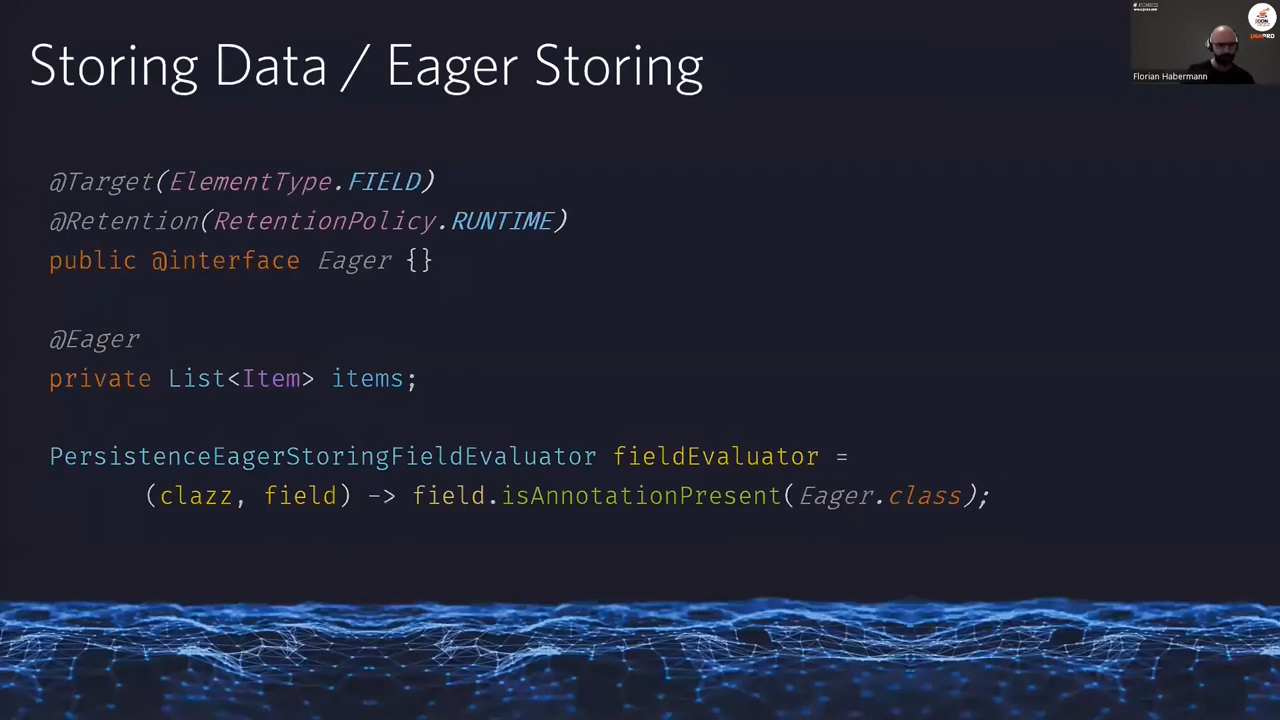 Storing Data / Eager Storing
Florian Habermann
@Target(ElementType.FIELD)
@Retention(RetentionPolicy.RUNTIME)
public @interface Eager {}
@Eager
private List<Item> items;
PersistenceEagerStoringFieldEvaluator fieldEvaluator =
(clazz, field) -> field.isAnnotationPresent(Eager.class);